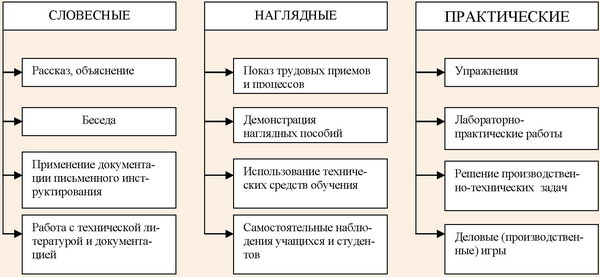 СЛОВЕСНЫЕ
Рассказ, объяснение
Беседа
Применение документа-
ции письменного инст-
руктирования
Работа с технической ли-
тературой и документа-
цией
НАГЛЯДНЫЕ
Показ трудовых приемов
и процессов
Демонстрация
наглядных пособий
Использование техниче-
ских средств обучения
Самостоятельные наблю-
дения учащихся и студен-
тов
ПРАКТИЧЕСКИЕ
Упражнения
Лабораторно-
практические работы
Решение производствен-
но-технических задач
Деловые (производствен-
ные) игры